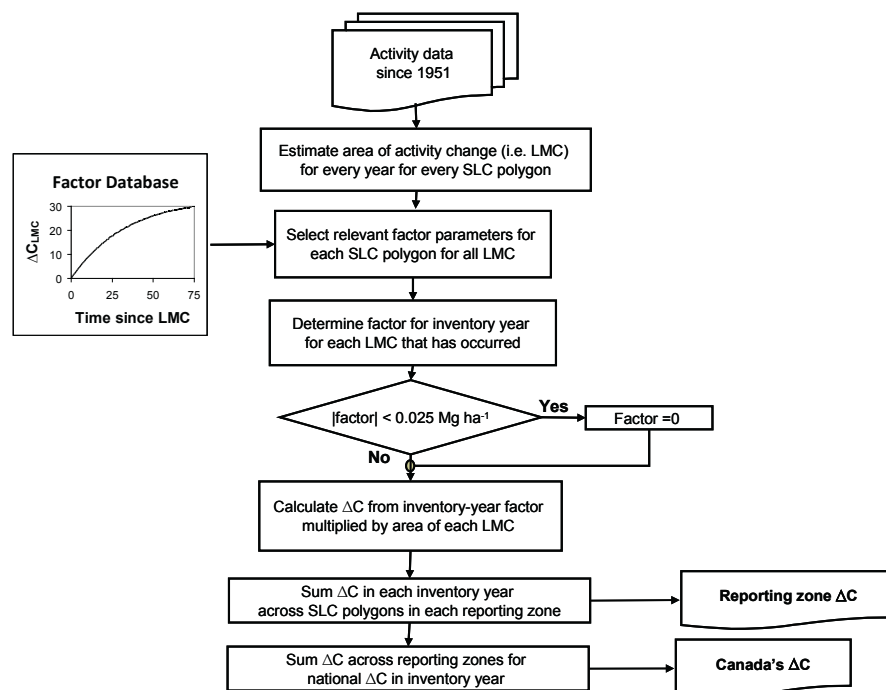 Activity data
since 1951
Estimate area of activity change (i.e. LMC)
for every year for every SLC polygon
Factor Database
30
20
10
0
ΔC_LMC
0 25 50 75
Time since LMC
Select relevant factor parameters for
each SLC polygon for all LMC
Determine factor for inventory year
for each LMC that has occurred
|factor| < 0.025 Mg ha⁻¹
Yes
Factor =0
No
Calculate ΔC from inventory-year factor
multiplied by area of each LMC
Sum ΔC in each inventory year
across SLC polygons in each reporting zone
Reporting zone ΔC
Sum ΔC across reporting zones for
national ΔC in inventory year
Canada's ΔC